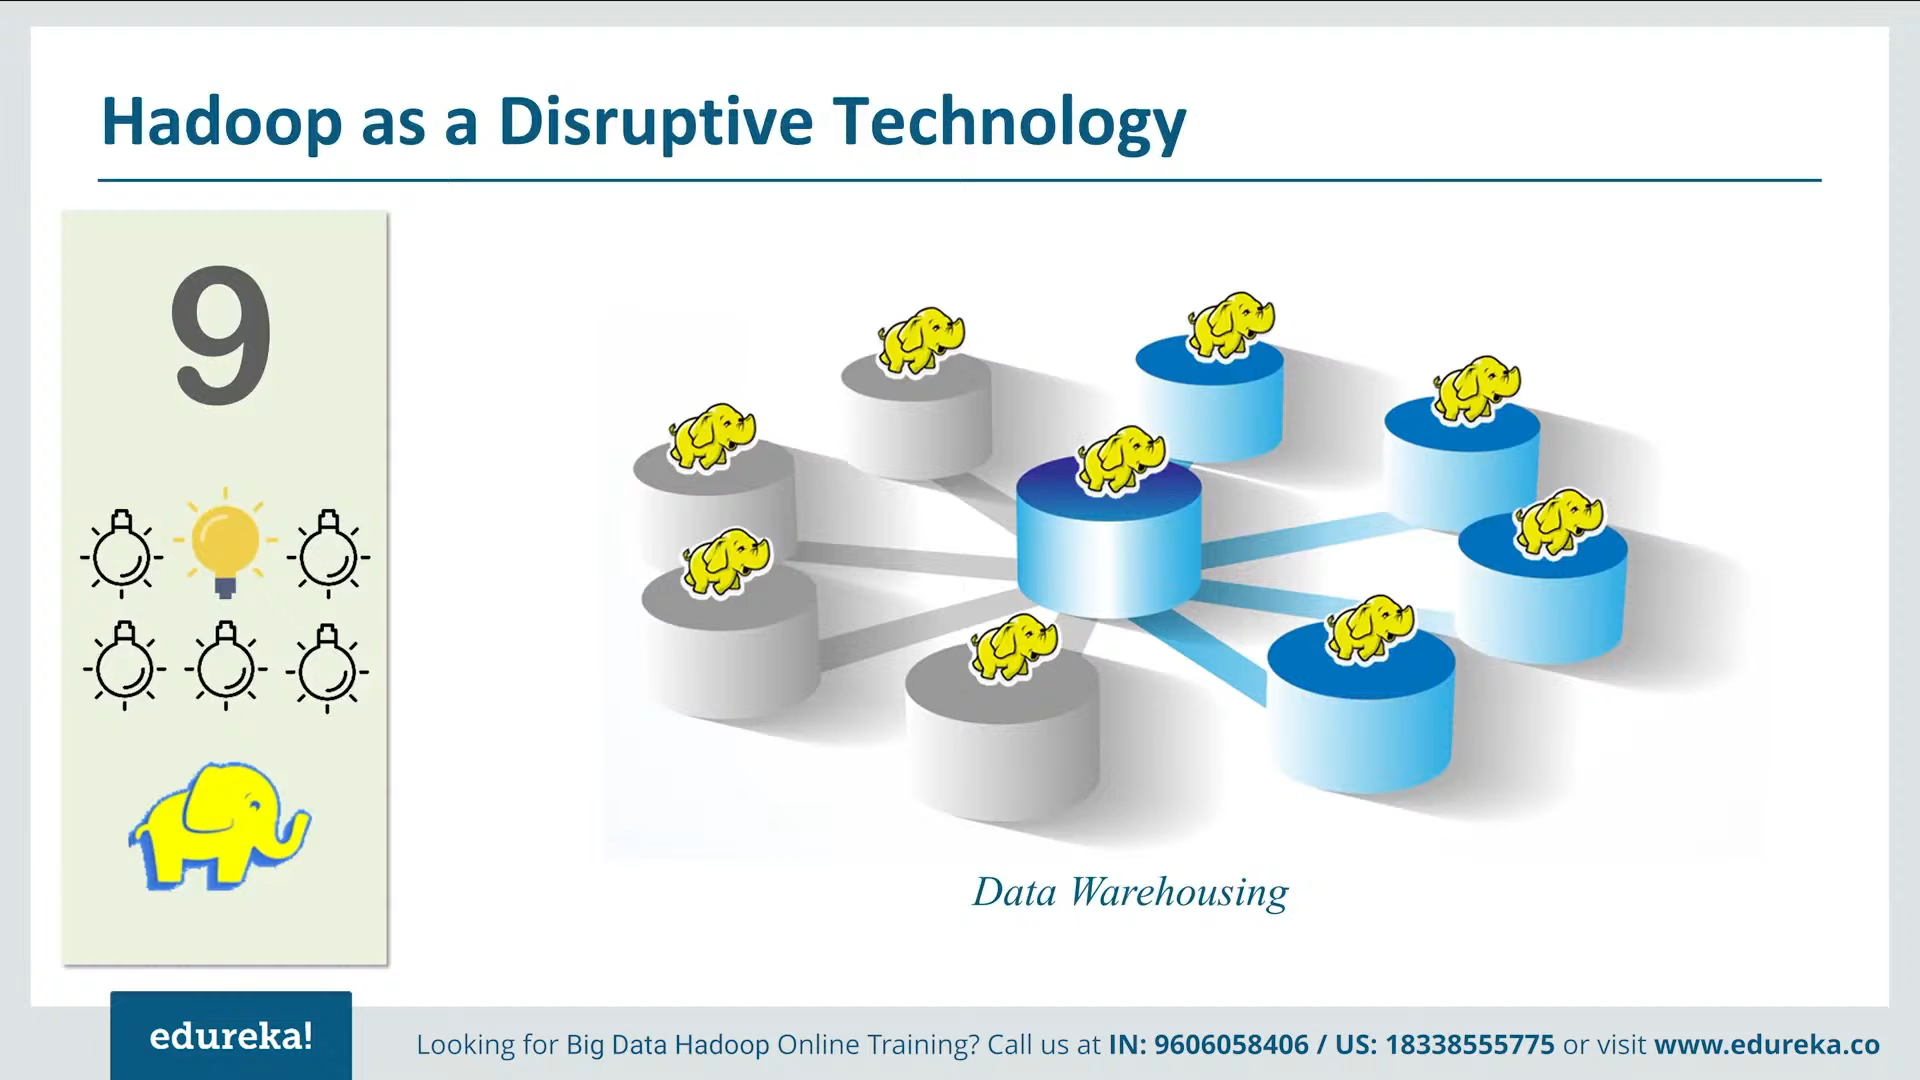 Hadoop as a Disruptive Technology
9
Data Warehousing
edureka!
Looking for Big Data Hadoop Online Training? Call us at IN: 9606058406 / US: 18338555775 or visit www.edureka.co